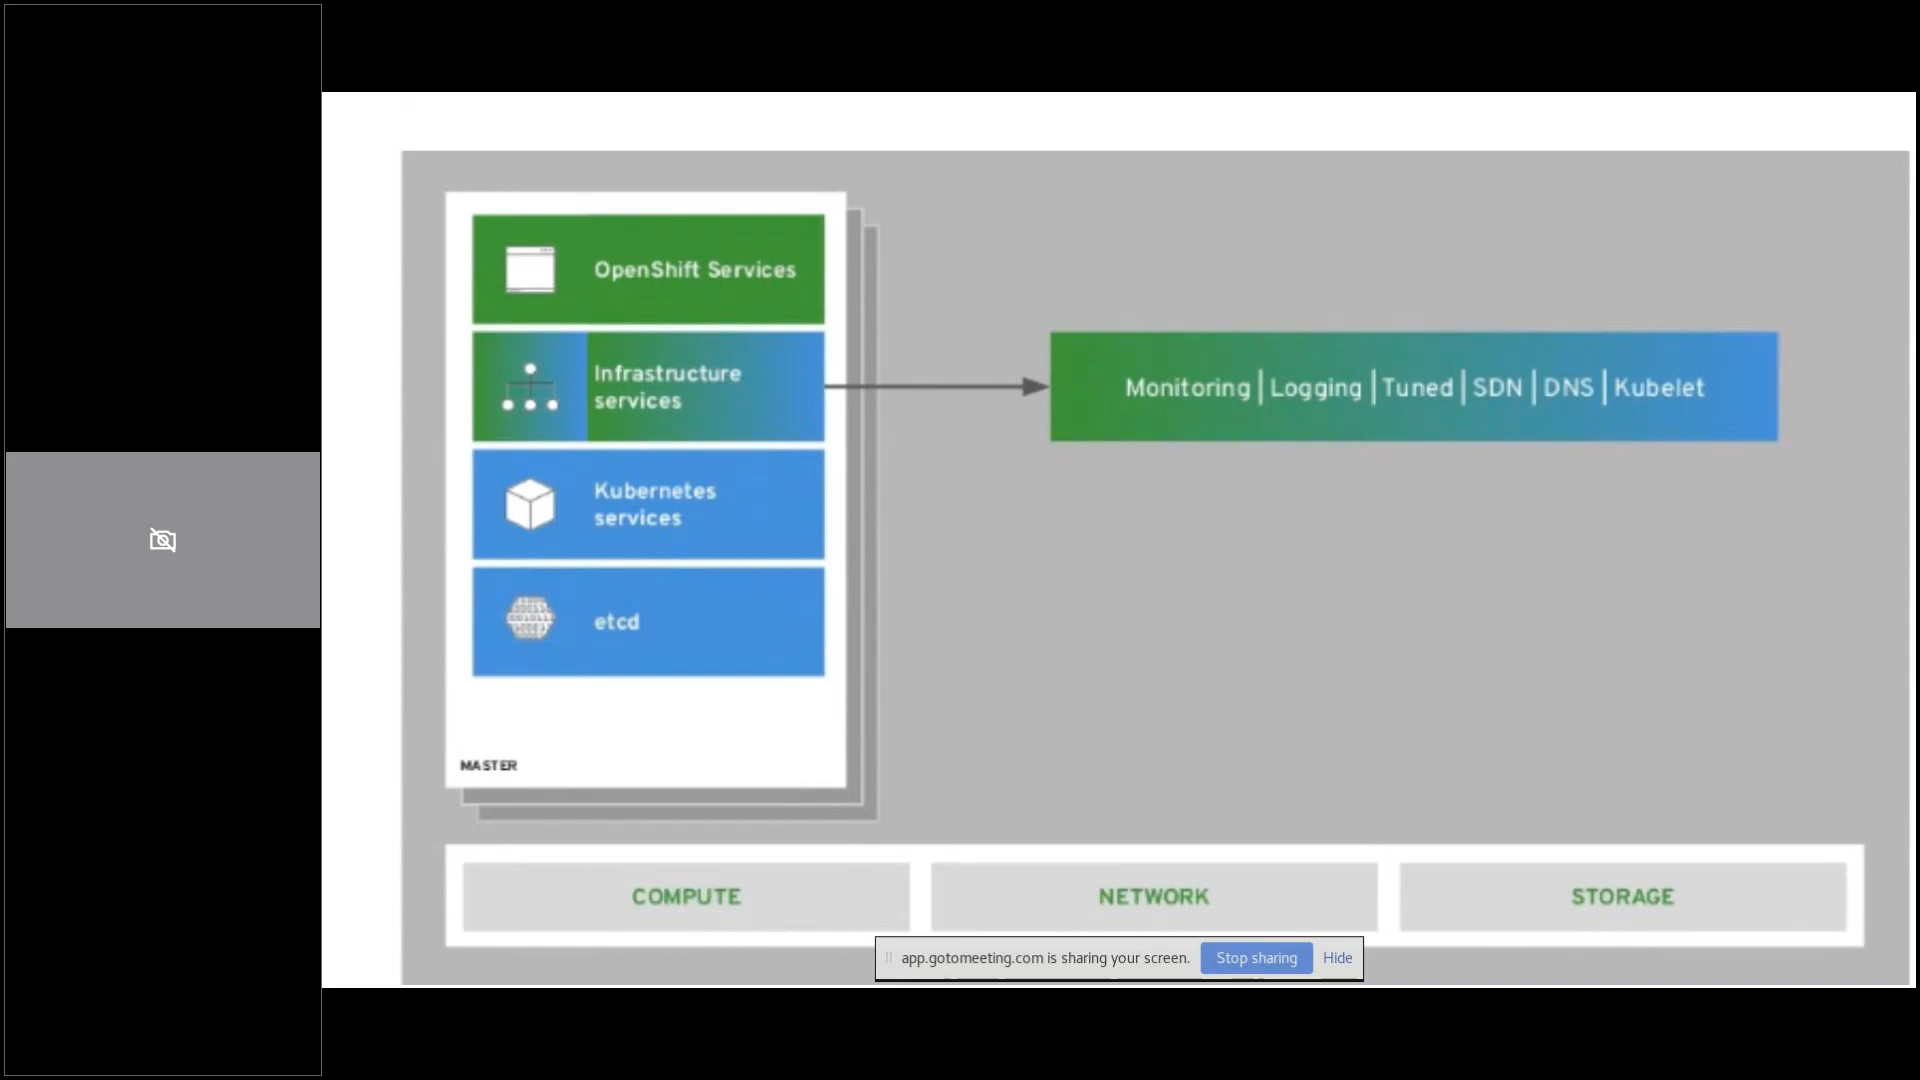 OpenShift Services
Infrastructure
services
Monitoring | Logging | Tuned | SDN | DNS | Kubelet
Kubernetes
services
etcd
MASTER
COMPUTE
NETWORK
STORAGE
app.gotomeeting.com is sharing your screen.
Stop sharing
Hide